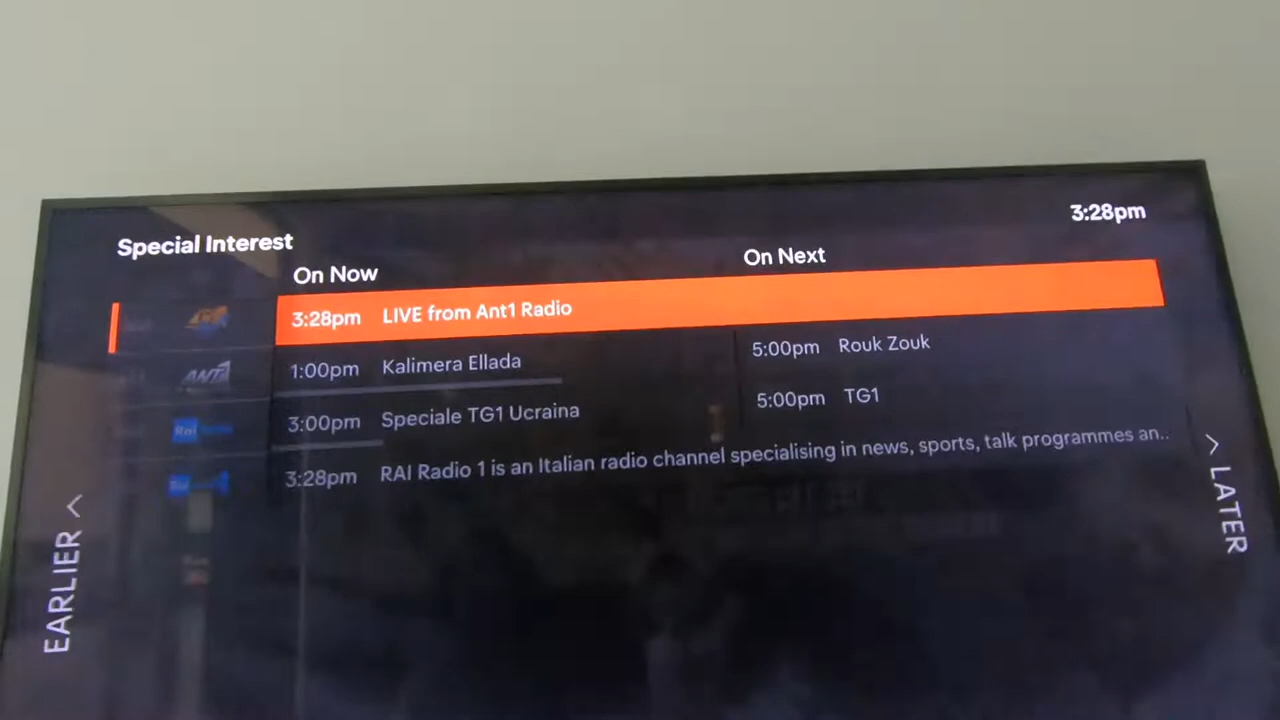 3:28pm
Special Interest
On Now On Next
3:28pm LIVE from Ant1 Radio
ANT1 1:00pm Kalimera Ellada 5:00pm Rouk Zouk
Rai 3:00pm Speciale TG1 Ucraina 5:00pm TG1
3:28pm RAI Radio 1 is an Italian radio channel specialising in news, sports, talk programmes an..
EARLIER
LATER